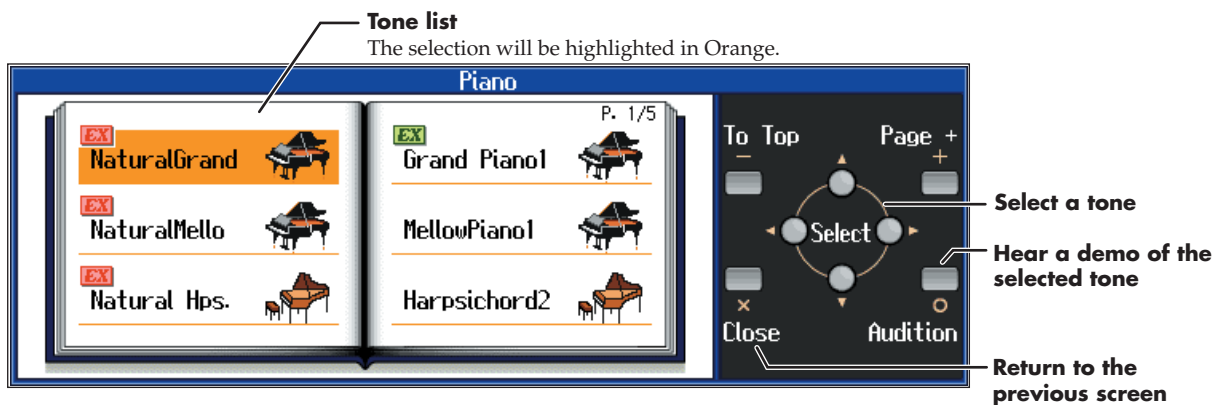 Tone list
The selection will be highlighted in Orange.
Piano
P. 1/5
EX
NaturalGrand
EX
NaturalMello
EX
Natural Hps.
EX
Grand Piano1
MellowPiano1
Harpsichord2
To Top
Page +
−
+
Select
×
○
Close
Audition
Select a tone
Hear a demo of the
selected tone
Return to the
previous screen